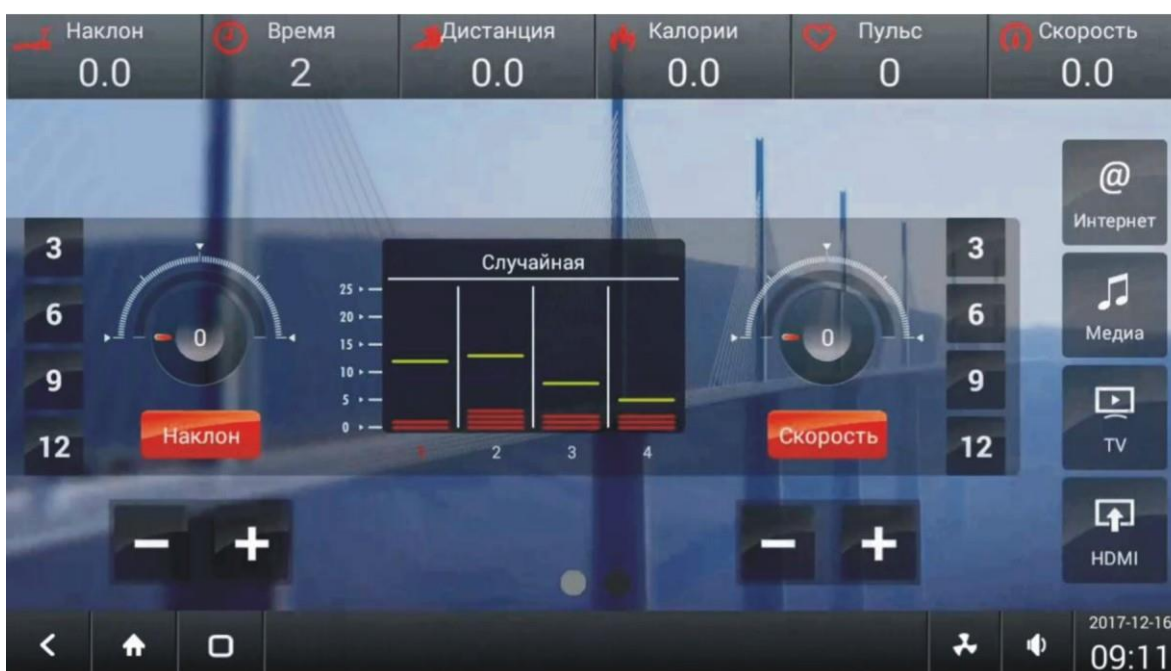 Наклон
0.0
Время
2
Дистанция
0.0
Калории
0.0
Пульс
0
Скорость
0.0
3
6
9
12
0
Наклон
Случайная
25
20
15
10
5
0
1 2 3 4
0
Скорость
3
6
9
12
@
Интернет
Медиа
TV
HDMI
− +
− +
2017-12-16
09:11